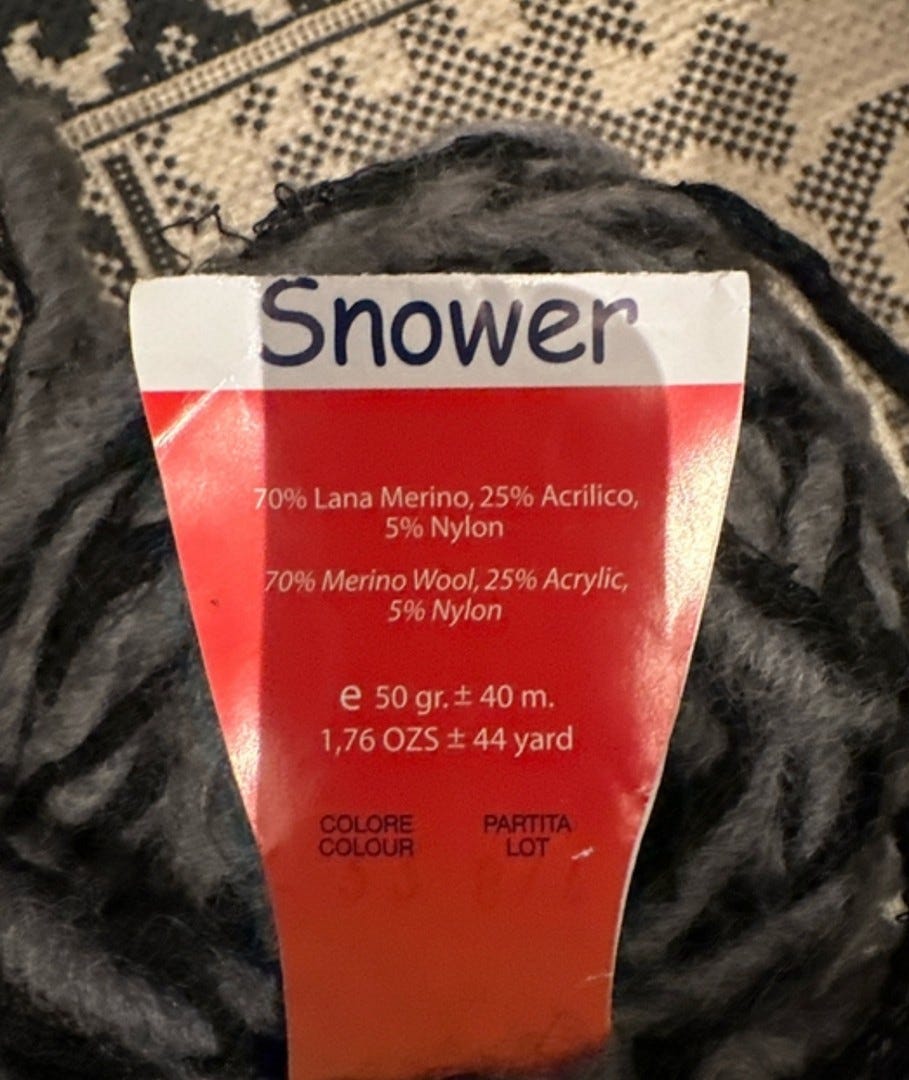 Snower
70% Lana Merino, 25% Acrilico,
5% Nylon
70% Merino Wool, 25% Acrylic,
5% Nylon
e 50 gr. ± 40 m.
1,76 OZS ± 44 yard
COLORE PARTITA
COLOUR LOT